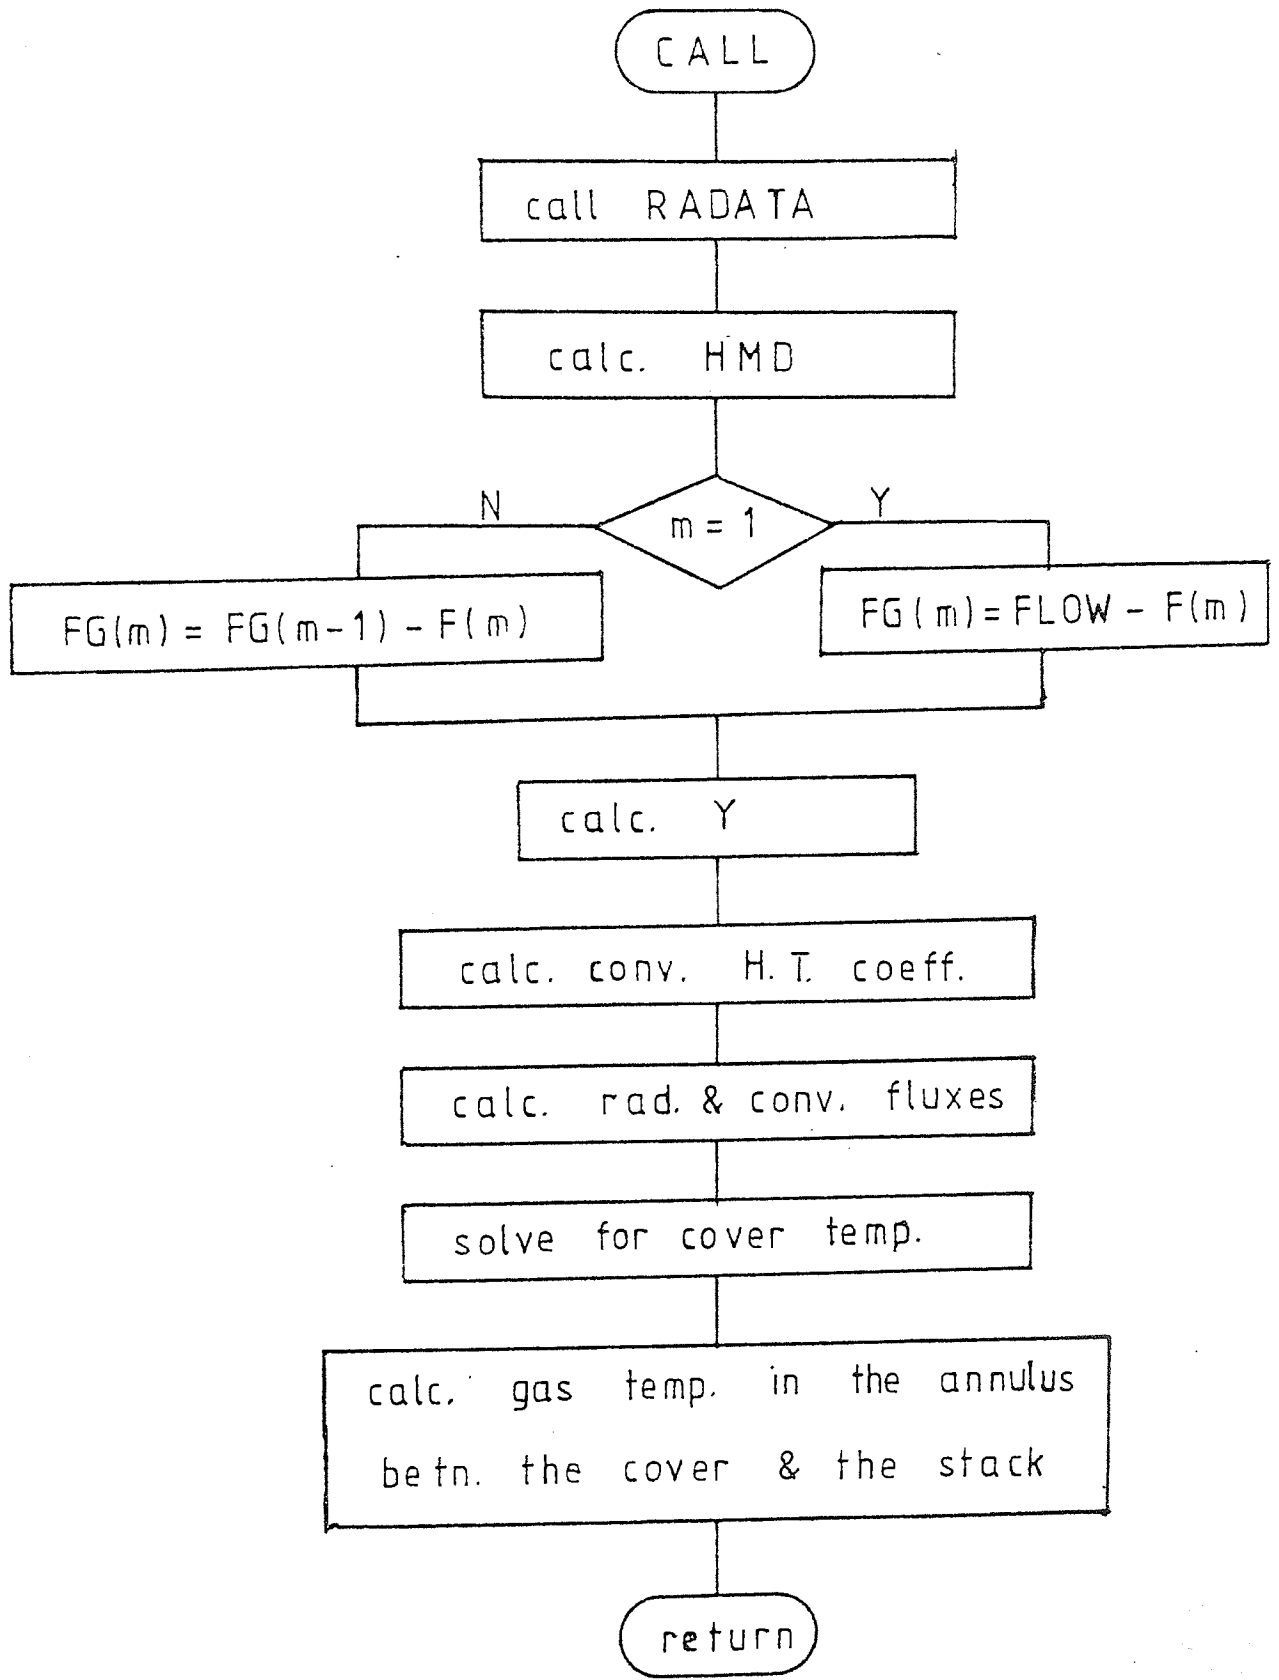 CALL
call RADATA
calc. HMD
N
m = 1
Y
FG(m) = FG(m-1) - F(m)
FG(m) = FLOW - F(m)
calc. Y
calc. conv. H.T. coeff.
calc. rad. & conv. fluxes
solve for cover temp.
calc. gas temp. in the annulus
betn. the cover & the stack
return